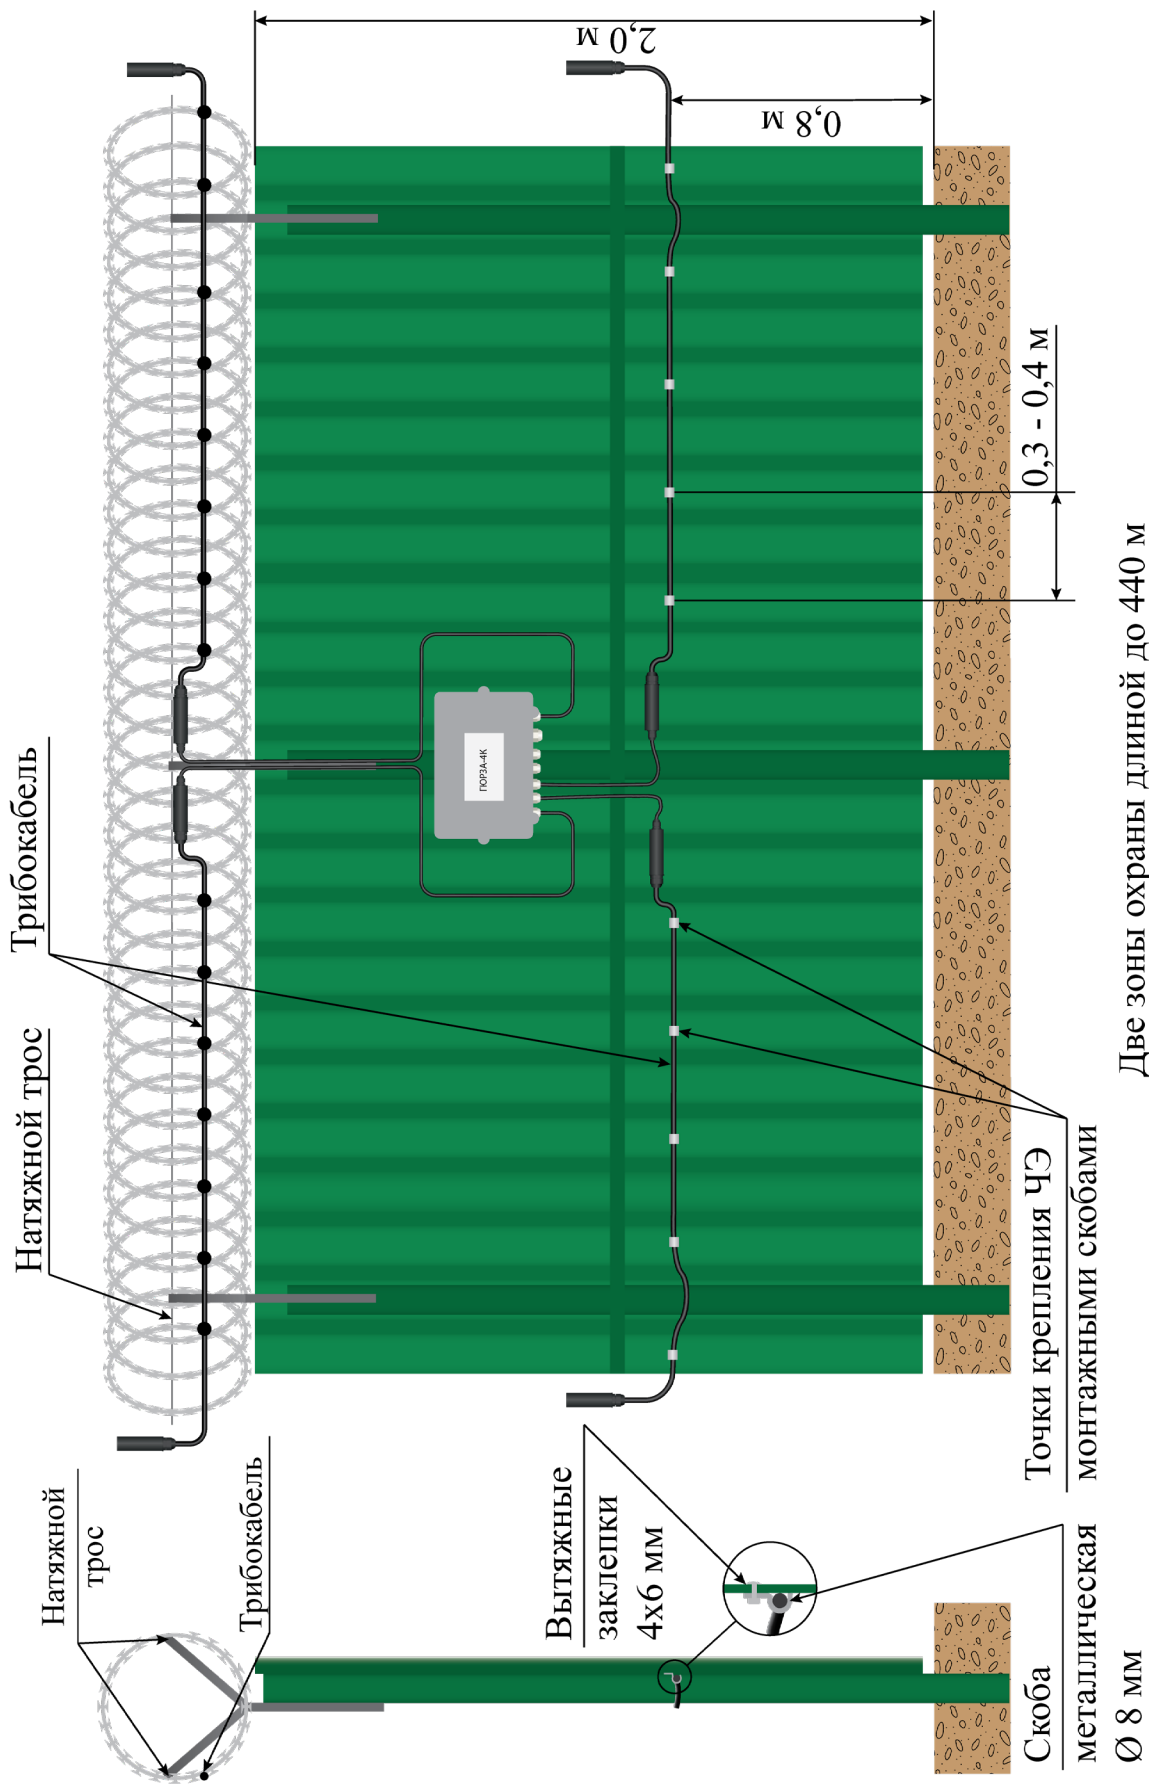 Натяжной
трос
Трибокабель
Натяжной трос
Трибокабель
2,0 м
0,8 м
ГЮРЗА-4К
0,3 - 0,4 м
Вытяжные
заклепки
4х6 мм
Скоба
металлическая
Ø 8 мм
Точки крепления ЧЭ
монтажными скобами
Две зоны охраны длиной до 440 м